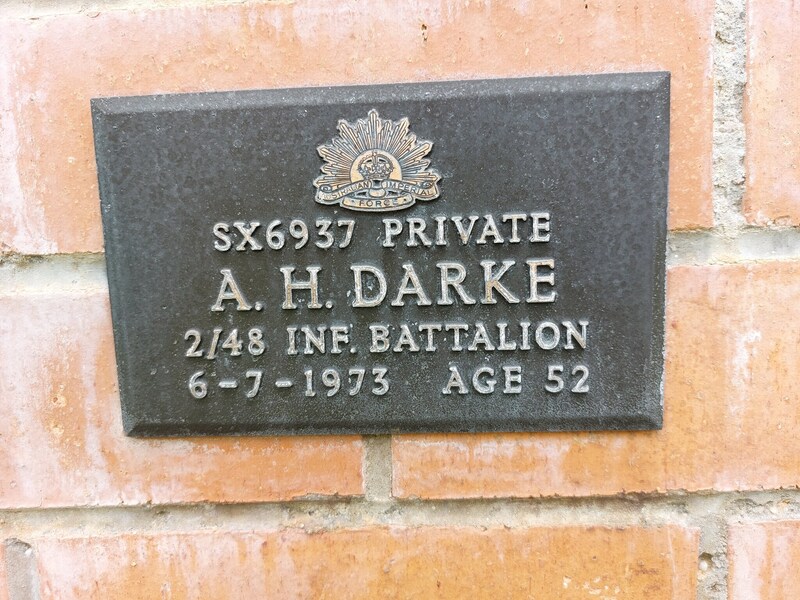 AUSTRALIAN IMPERIAL
FORCE
SX6937 PRIVATE
A. H. DARKE
2/48 INF. BATTALION
6-7-1973 AGE 52